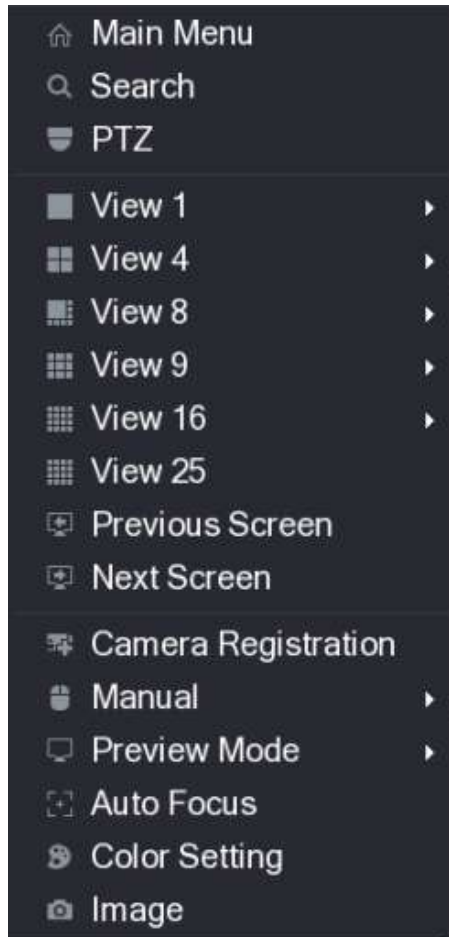 Main Menu
Search
PTZ
View 1
View 4
View 8
View 9
View 16
View 25
Previous Screen
Next Screen
Camera Registration
Manual
Preview Mode
Auto Focus
Color Setting
Image